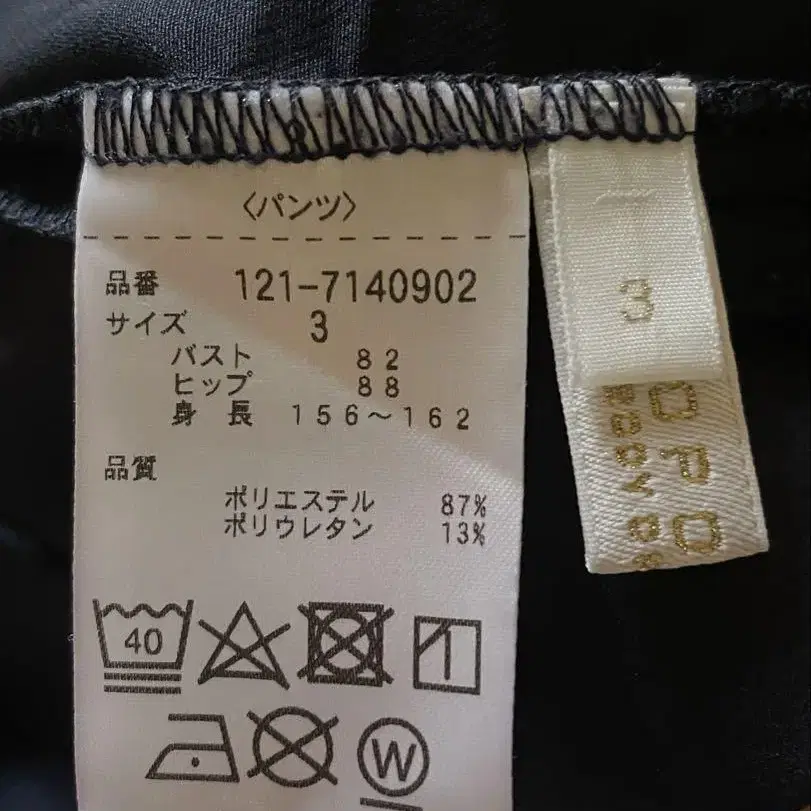 〈パンツ〉
品番 121-7140902
サイズ 3
バスト 82
ヒップ 88
身長 156～162
品質
ポリエステル 87%
ポリウレタン 13%
40
W
3